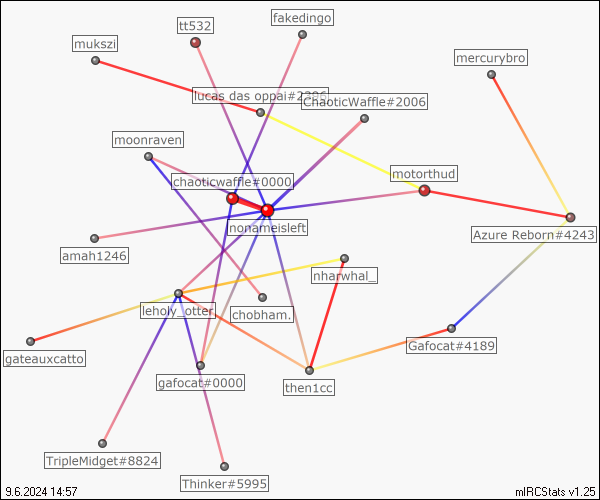 fakedingo
tt532
mukszi
mercurybro
lucas das oppai#2286
ChaoticWaffle#2006
moonraven
motorthud
chaoticwaffle#0000
nonameisleft
Azure Reborn#4243
amah1246
nharwhal_
leholy_otter
chobham.
Gafocat#4189
gateauxcatto
gafocat#0000
then1cc
TripleMidget#8824
Thinker#5995
9.6.2024 14:57
mIRCStats v1.25